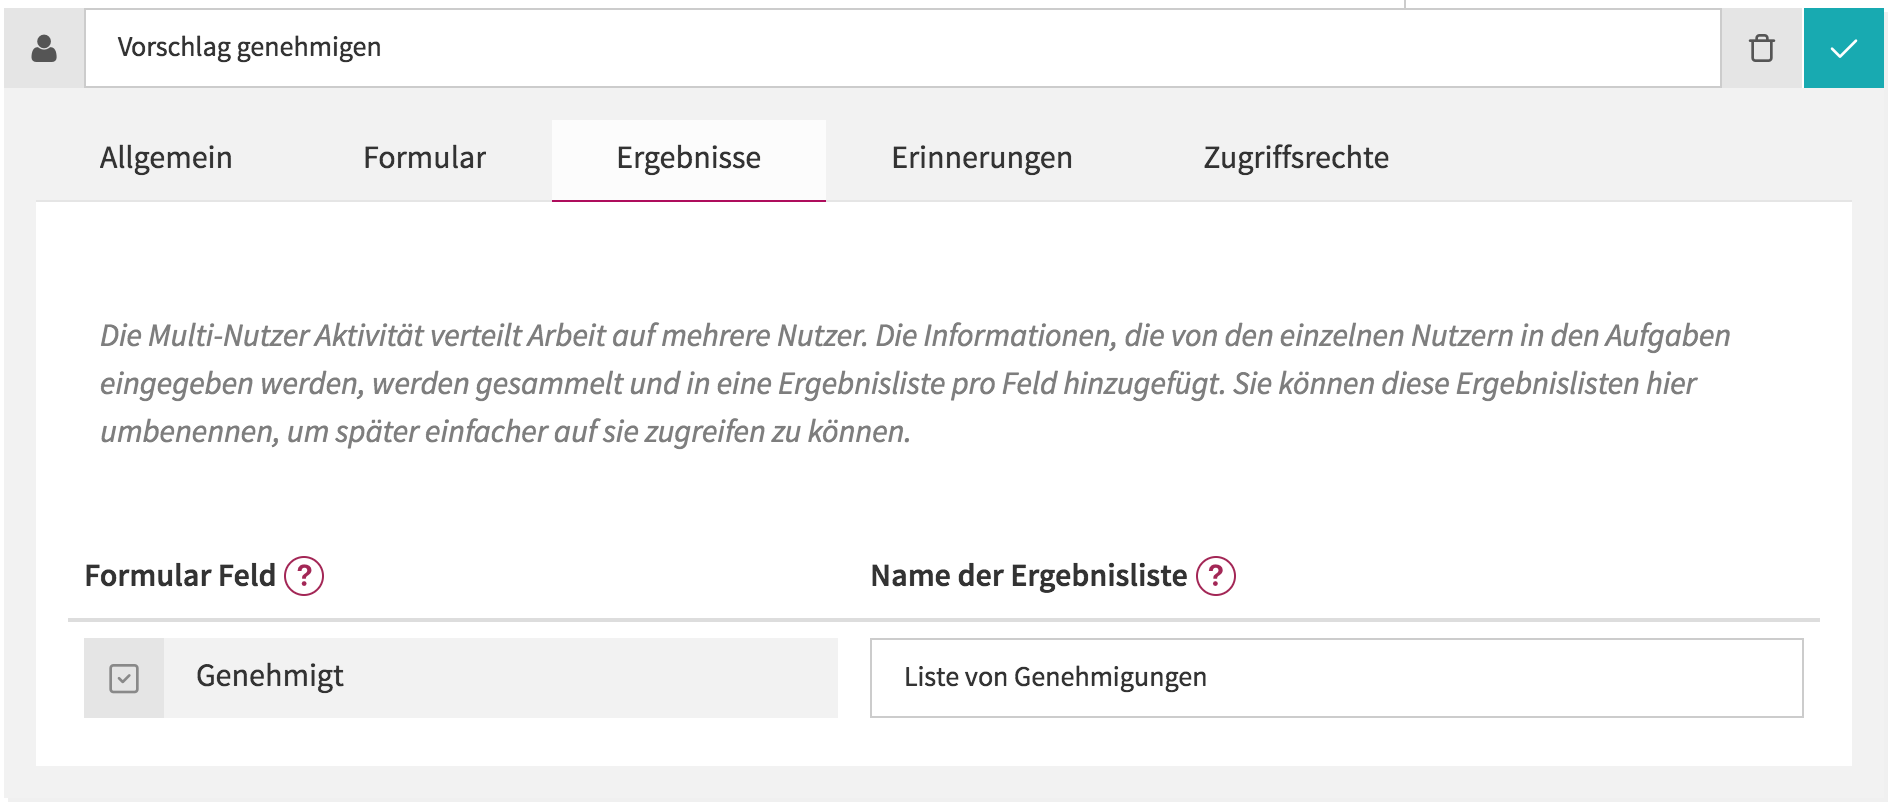 Vorschlag genehmigen
Allgemein Formular Ergebnisse Erinnerungen Zugriffsrechte
Die Multi-Nutzer Aktivität verteilt Arbeit auf mehrere Nutzer. Die Informationen, die von den einzelnen Nutzern in den Aufgaben
eingegeben werden, werden gesammelt und in eine Ergebnisliste pro Feld hinzugefügt. Sie können diese Ergebnislisten hier
umbenennen, um später einfacher auf sie zugreifen zu können.
Formular Feld ? Name der Ergebnisliste ?
Genehmigt Liste von Genehmigungen